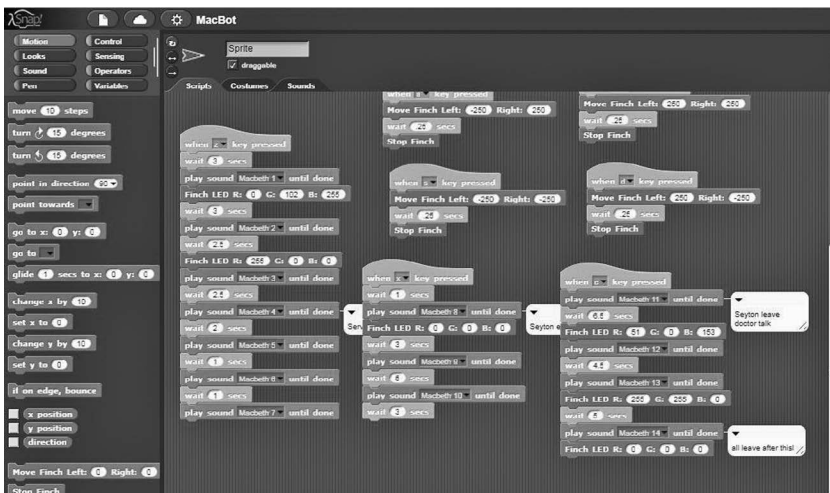 λSnap! MacBot
Motion Control
Looks Sensing
Sound Operators
Pen Variables
Sprite
draggable
Scripts Costumes Sounds
move 10 steps
turn 15 degrees
turn 15 degrees
point in direction 90
point towards
go to x: 0 y: 0
go to
glide 1 secs to x: 0 y: 0
change x by 10
set x to 0
change y by 10
set y to 0
if on edge, bounce
x position
y position
direction
Move Finch Left: 0 Right: 0
Stop Finch
when z key pressed
wait 3 secs
play sound Macbeth 1 until done
Finch LED R: 0 G: 102 B: 255
wait 3 secs
play sound Macbeth 2 until done
wait 2.5 secs
Finch LED R: 255 G: 0 B: 0
play sound Macbeth 3 until done
wait 2.5 secs
play sound Macbeth 4 until done
wait 2 secs
play sound Macbeth 5 until done
wait 1 secs
play sound Macbeth 6 until done
wait 1 secs
play sound Macbeth 7 until done
when a key pressed
Move Finch Left: -250 Right: 250
wait .25 secs
Stop Finch
when s key pressed
Move Finch Left: -250 Right: -250
wait .25 secs
Stop Finch
when x key pressed
wait 1 secs
play sound Macbeth 8 until done
Finch LED R: 0 G: 0 B: 0
wait 3 secs
play sound Macbeth 9 until done
wait 6 secs
play sound Macbeth 10 until done
wait 3 secs
Move Finch Left: 250 Right: 250
wait .25 secs
Stop Finch
when d key pressed
Move Finch Left: 250 Right: -250
wait .25 secs
Stop Finch
when c key pressed
play sound Macbeth 11 until done
Seyton leave
doctor talk
wait 6.5 secs
Finch LED R: 51 G: 0 B: 153
play sound Macbeth 12 until done
wait 4.5 secs
play sound Macbeth 13 until done
Finch LED R: 255 G: 255 B: 0
wait 5 secs
play sound Macbeth 14 until done
all leave after this!
Finch LED R: 0 G: 0 B: 0